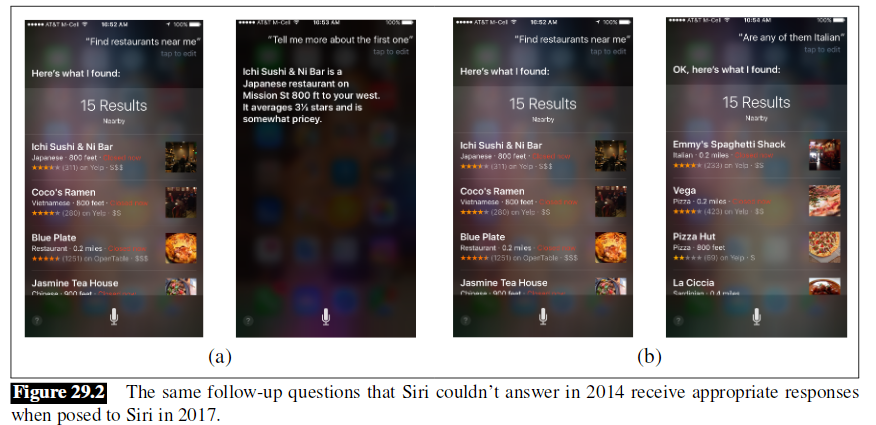 AT&T M-Cell 10:52 AM 100%
“Find restaurants near me”
tap to edit
Here's what I found:
15 Results
Nearby
Ichi Sushi & Ni Bar
Japanese · 800 feet · Closed now
(311) on Yelp · $$$
Coco's Ramen
Vietnamese · 800 feet · Closed now
(280) on Yelp · $$
Blue Plate
Restaurant · 0.2 miles · Closed now
(1251) on OpenTable · $$$
Jasmine Tea House
Chinese · 900 feet · Closed now
?
AT&T M-Cell 10:53 AM 100%
“Tell me more about the first one”
tap to edit
Ichi Sushi & Ni Bar is a
Japanese restaurant on
Mission St 800 ft to your west.
It averages 3½ stars and is
somewhat pricey.
?
(a)
AT&T M-Cell 10:52 AM 100%
“Find restaurants near me”
tap to edit
Here's what I found:
15 Results
Nearby
Ichi Sushi & Ni Bar
Japanese · 800 feet · Closed now
(311) on Yelp · $$$
Coco's Ramen
Vietnamese · 800 feet · Closed now
(280) on Yelp · $$
Blue Plate
Restaurant · 0.2 miles · Closed now
(1251) on OpenTable · $$$
Jasmine Tea House
Chinese · 900 feet · Closed now
?
AT&T M-Cell 10:54 AM 100%
“Are any of them Italian”
tap to edit
OK, here's what I found:
15 Results
Nearby
Emmy's Spaghetti Shack
Italian · 0.2 miles · Closed now
(233) on Yelp · $$
Vega
Pizza · 0.2 miles · Closed now
(423) on Yelp · $$
Pizza Hut
Pizza · 800 feet
(69) on Yelp · $
La Ciccia
Sardinian · 0.4 miles
?
(b)
Figure 29.2 The same follow-up questions that Siri couldn't answer in 2014 receive appropriate responses
when posed to Siri in 2017.